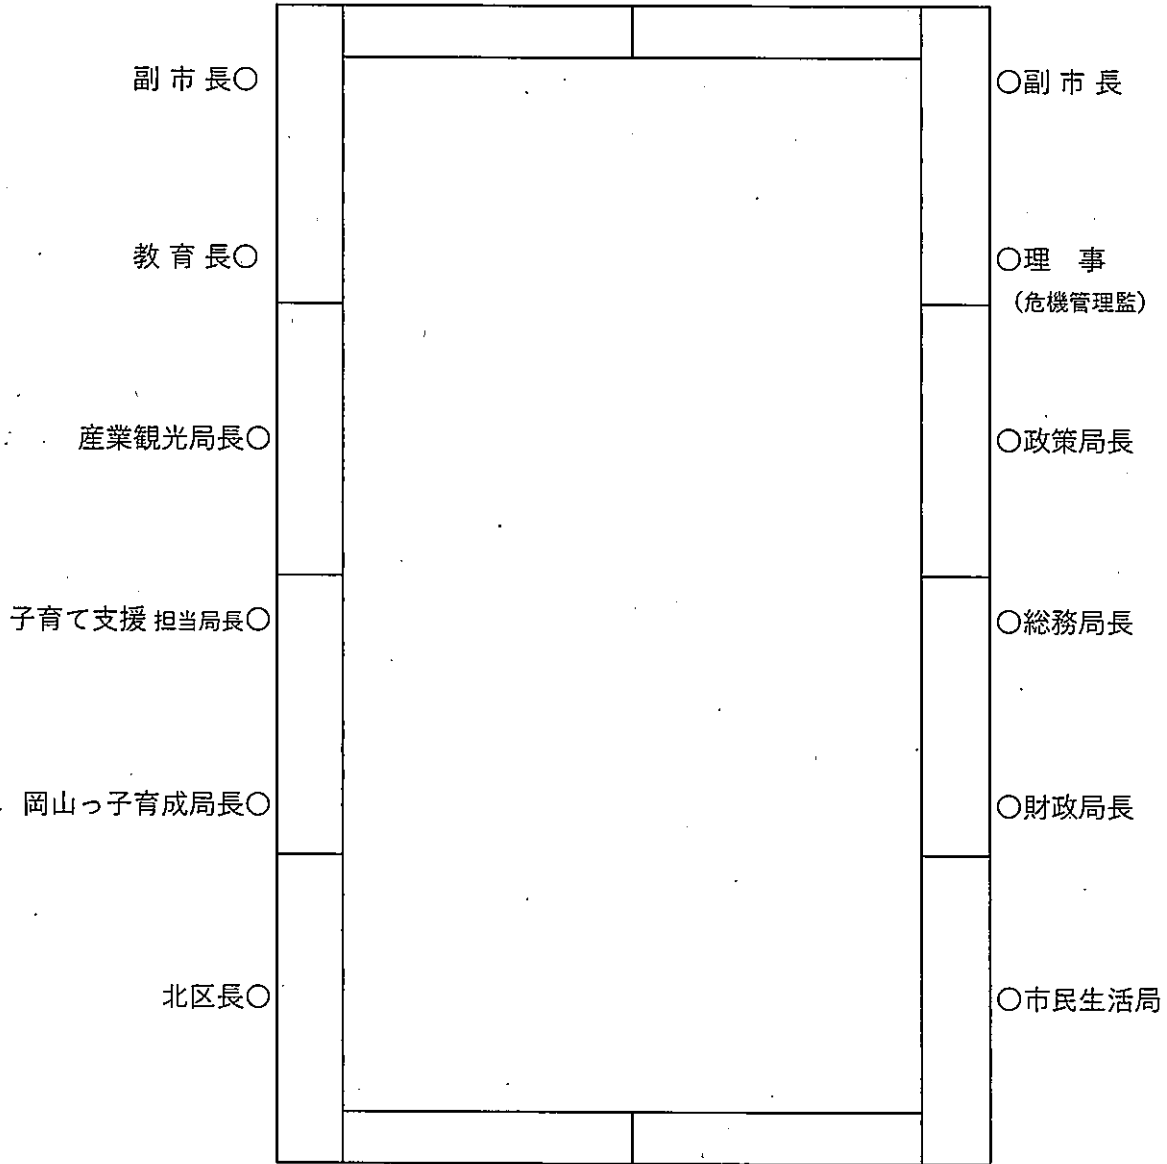 副市長○
○副市長
教育長○
○理 事
（危機管理監）
産業観光局長○
○政策局長
子育て支援 担当局長○
○総務局長
岡山っ子育成局長○
○財政局長
北区長○
○市民生活局